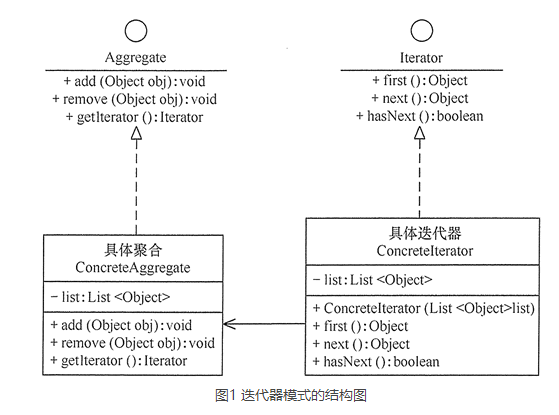 Aggregate
+ add (Object obj):void
+ remove (Object obj):void
+ getIterator ():Iterator
Iterator
+ first ():Object
+ next ():Object
+ hasNext ():boolean
具体聚合
ConcreteAggregate
- list:List <Object>
+ add (Object obj):void
+ remove (Object obj):void
+ getIterator ():Iterator
具体迭代器
ConcreteIterator
- list:List <Object>
+ ConcreteIterator (List <Object>list)
+ first ():Object
+ next ():Object
+ hasNext ():boolean
图1 迭代器模式的结构图